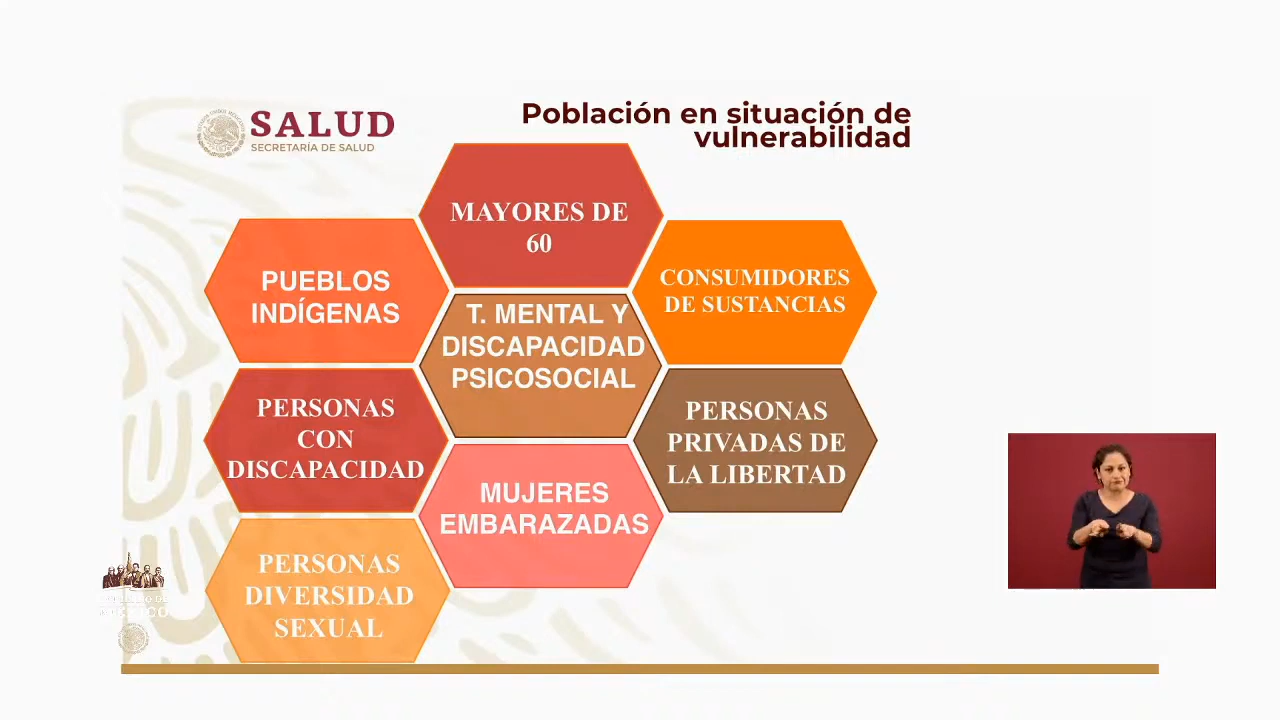 SALUD
SECRETARÍA DE SALUD
Población en situación de
vulnerabilidad
MAYORES DE
60
PUEBLOS
INDÍGENAS
CONSUMIDORES
DE SUSTANCIAS
T. MENTAL Y
DISCAPACIDAD
PSICOSOCIAL
PERSONAS
CON
DISCAPACIDAD
PERSONAS
PRIVADAS DE
LA LIBERTAD
MUJERES
EMBARAZADAS
PERSONAS
DIVERSIDAD
SEXUAL
MÉXICO